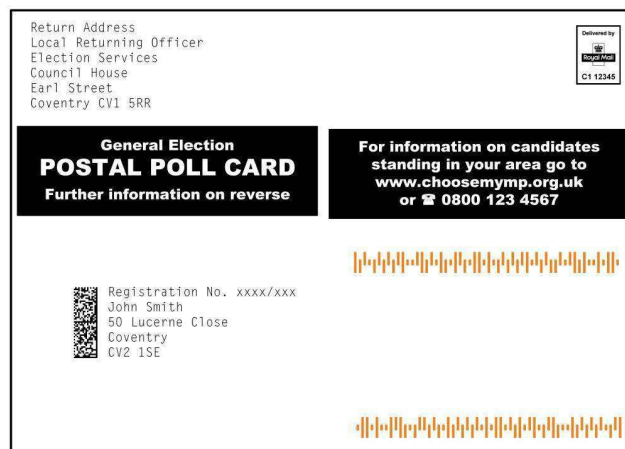 Return Address
Local Returning Officer
Election Services
Council House
Earl Street
Coventry CV1 5RR
Delivered by
Royal Mail
C1 12345
General Election
POSTAL POLL CARD
Further information on reverse
For information on candidates
standing in your area go to
www.choosemymp.org.uk
or ☎ 0800 123 4567
Registration No. xxxx/xxx
John Smith
50 Lucerne Close
Coventry
CV2 1SE